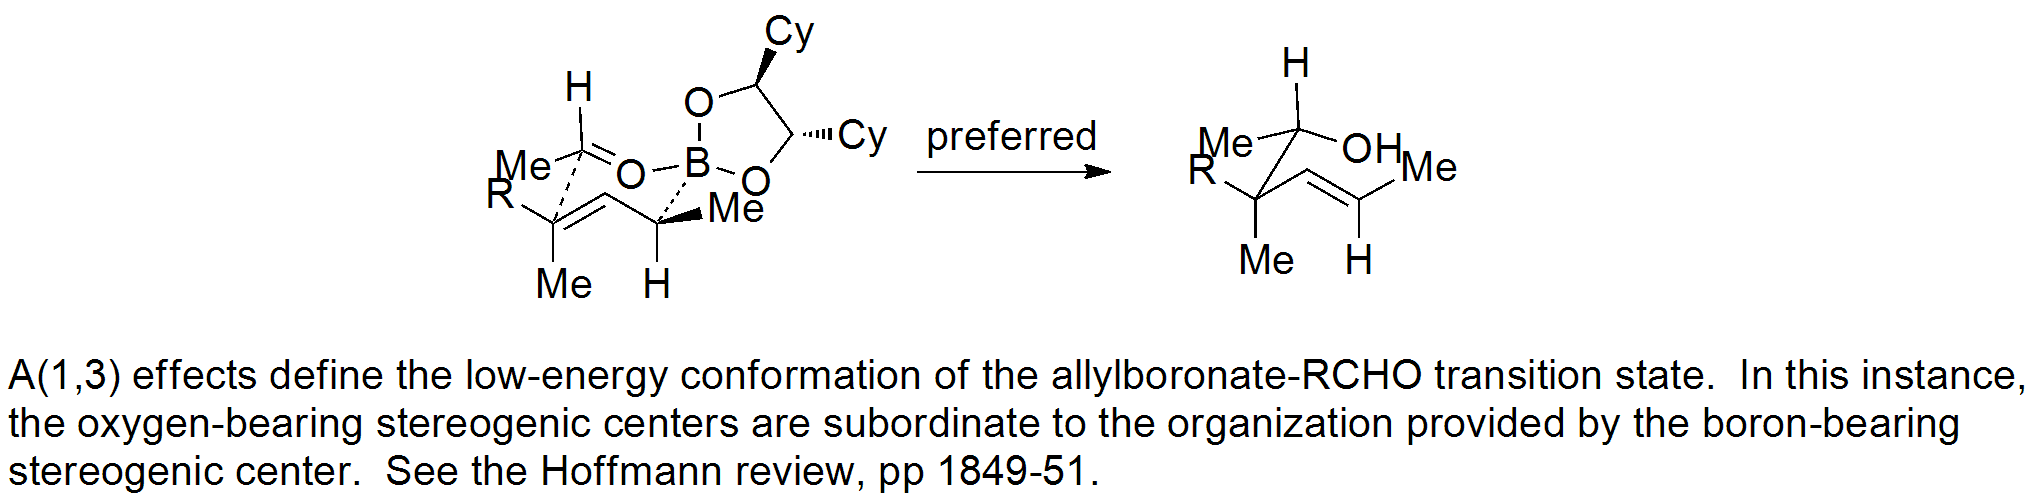 Cy
H
H
O
Me
O
B
Cy
preferred
Me
OH
Me
R
O
R
Me
Me
H
Me
H
A(1,3) effects define the low-energy conformation of the allylboronate-RCHO transition state. In this instance,
the oxygen-bearing stereogenic centers are subordinate to the organization provided by the boron-bearing
stereogenic center. See the Hoffmann review, pp 1849-51.